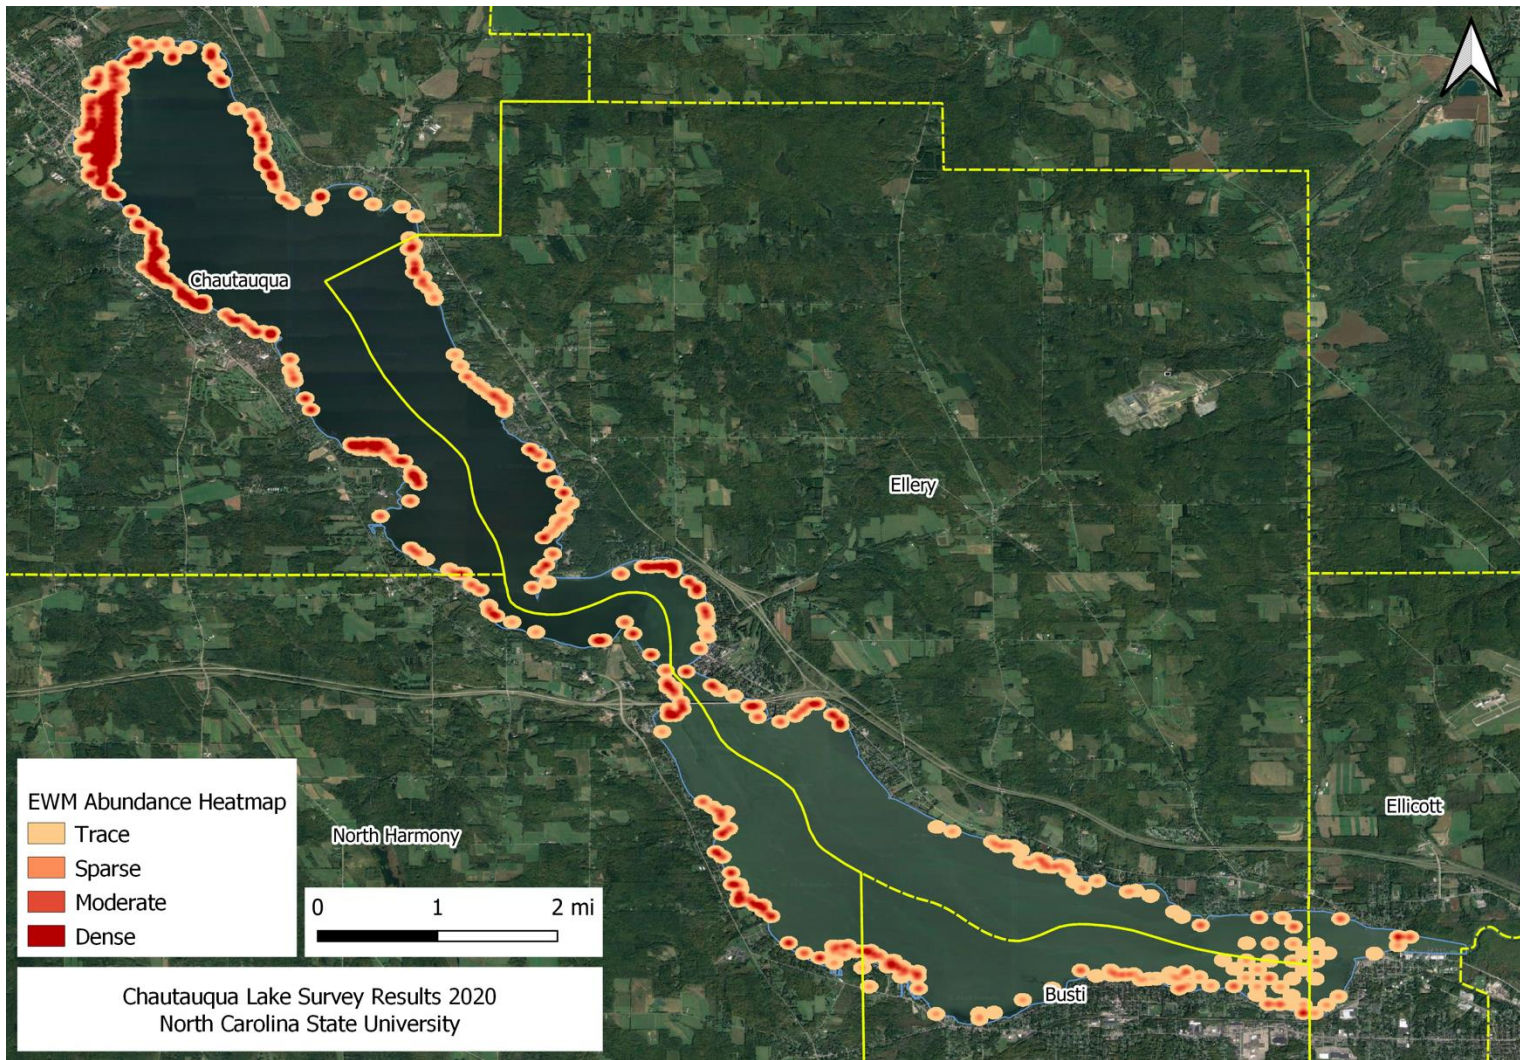 Chautauqua
Ellery
Ellicott
North Harmony
Busti
EWM Abundance Heatmap
Trace
Sparse
Moderate
Dense
0 1 2 mi
Chautauqua Lake Survey Results 2020
North Carolina State University